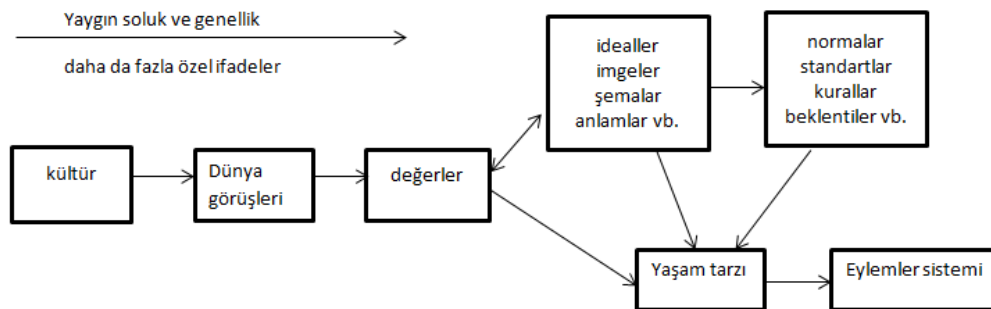 Yaygın soluk ve genellik
daha da fazla özel ifadeler
kültür
Dünya
görüşleri
değerler
idealler
imgeler
şemalar
anlamlar vb.
normalar
standartlar
kurallar
beklentiler vb.
Yaşam tarzı
Eylemler sistemi